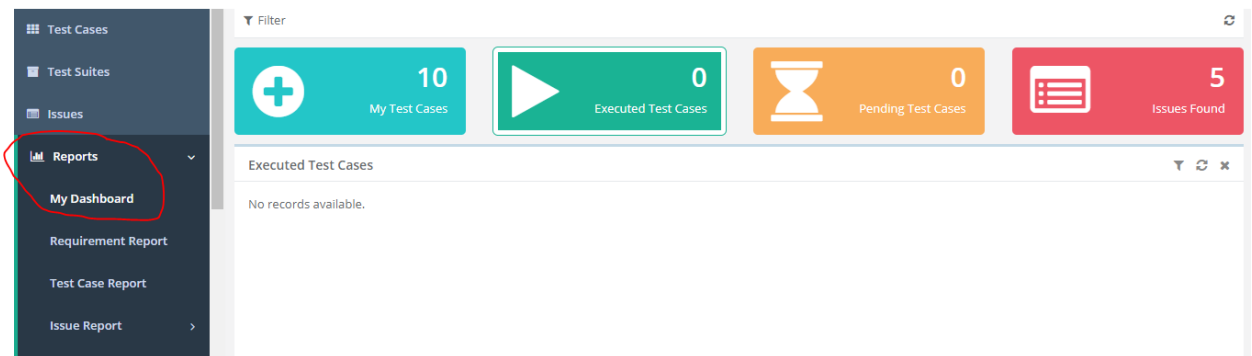 Test Cases
Test Suites
Issues
Reports
My Dashboard
Requirement Report
Test Case Report
Issue Report
Filter
10
My Test Cases
0
Executed Test Cases
0
Pending Test Cases
5
Issues Found
Executed Test Cases
No records available.